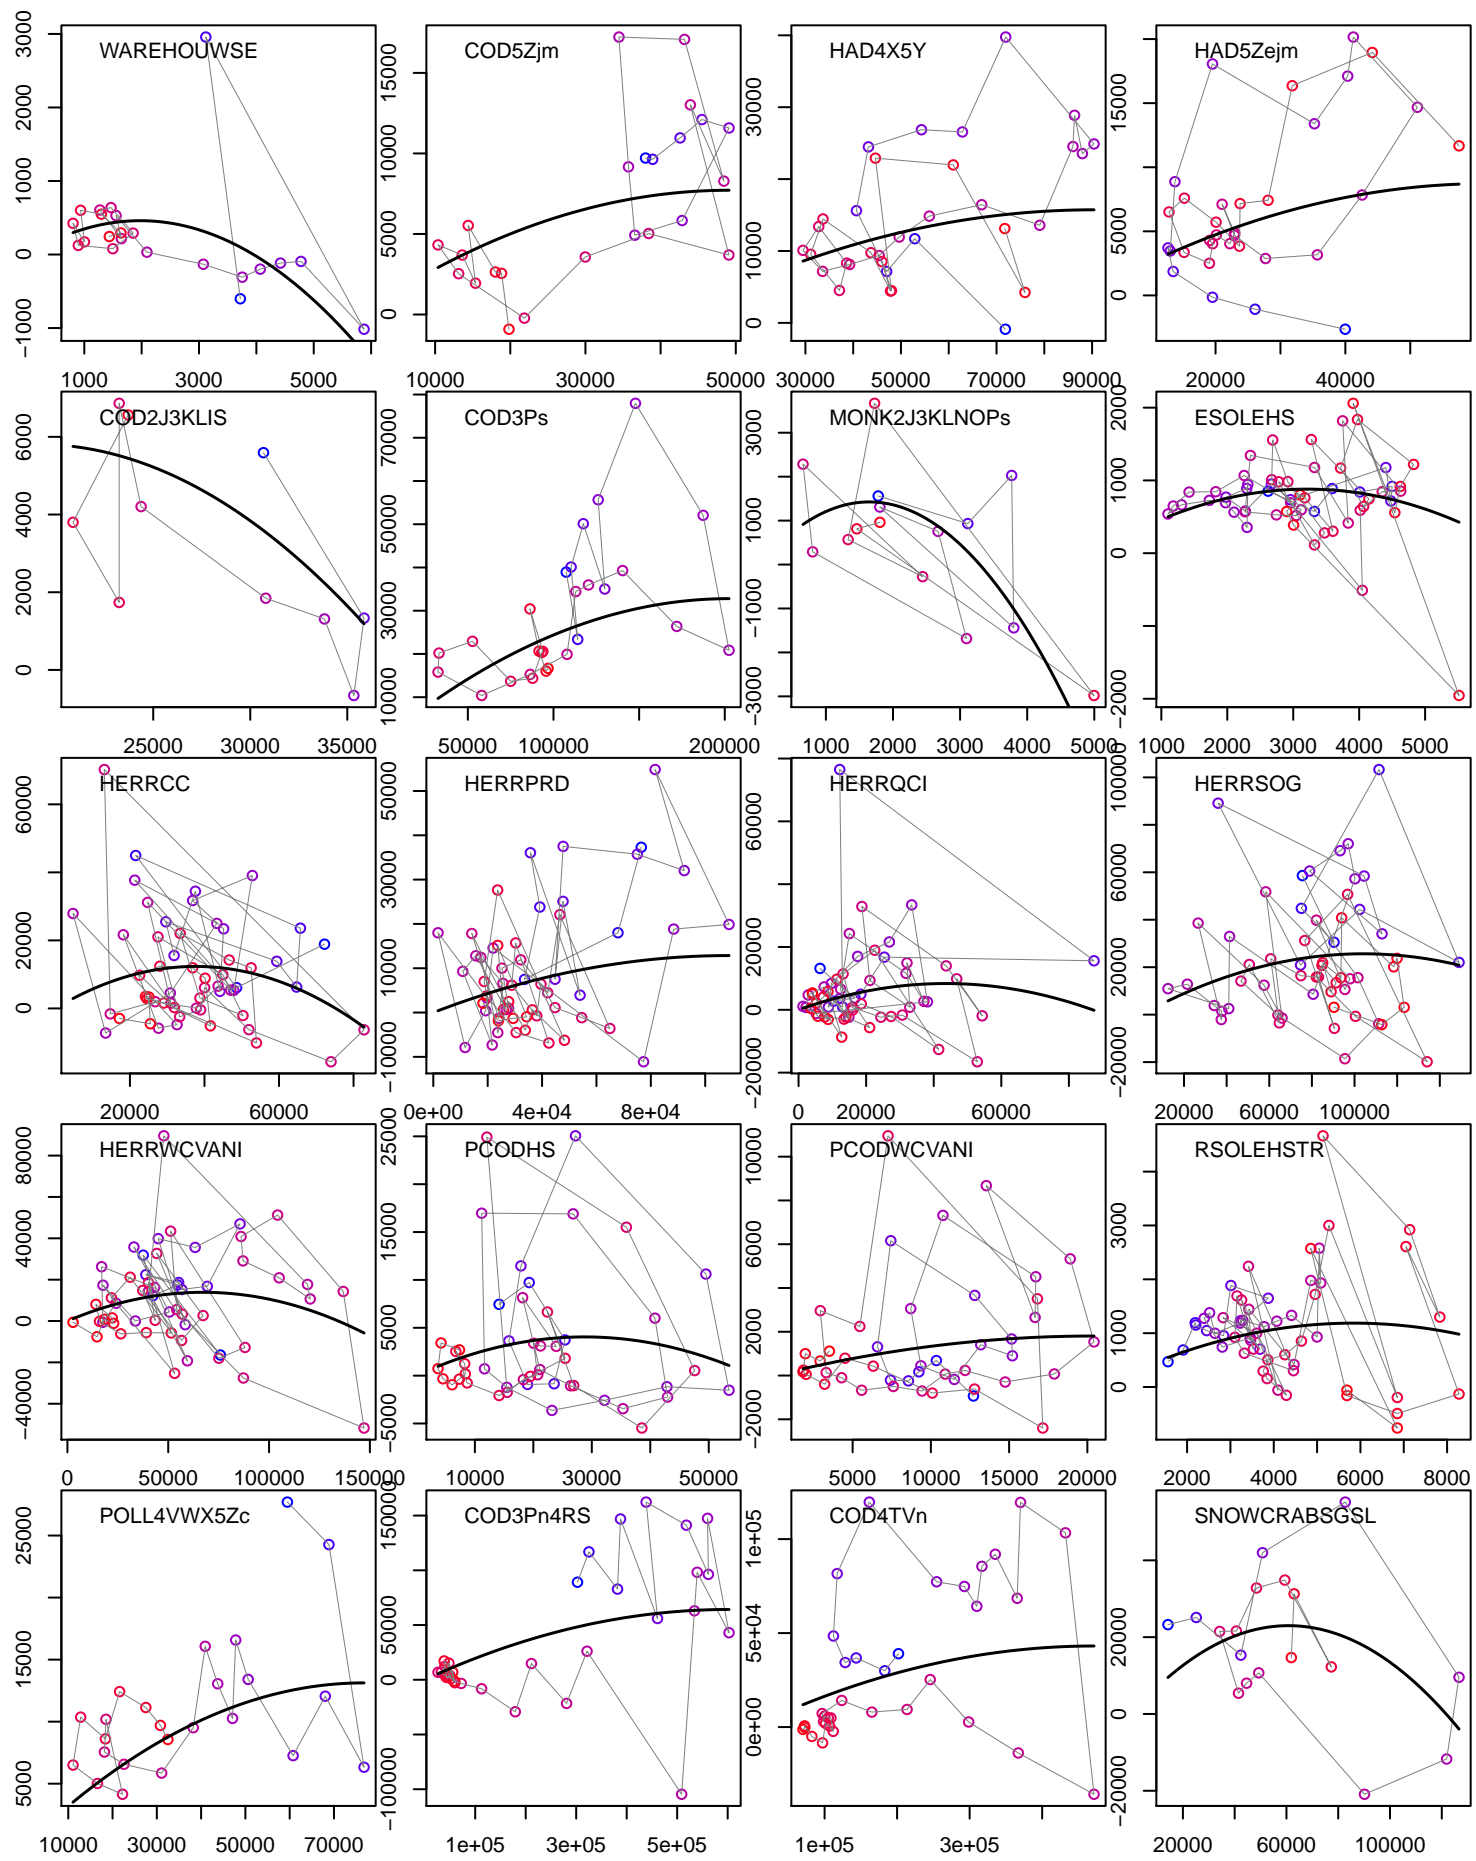 WAREHOUWSE
−1000 0 1000 2000 3000
1000 3000 5000
COD5Zjm
0 5000 10000 15000
10000 30000 50000
HAD4X5Y
0 10000 30000
30000 50000 70000 90000
HAD5Zejm
0 5000 15000
20000 40000
COD2J3KLIS
0 2000 4000 6000
25000 30000 35000
COD3Ps
10000 30000 50000 70000
50000 100000 200000
MONK2J3KLNOPs
−3000 −1000 1000 3000
1000 2000 3000 4000 5000
ESOLEHS
−2000 0 1000 2000
1000 2000 3000 4000 5000
HERRCC
0 20000 40000 60000
20000 60000
HERRPRD
−10000 10000 30000 50000
0e+00 4e+04 8e+04
HERRQCI
−20000 0 20000 60000
0 20000 60000
HERRSOG
−20000 20000 60000 100000
20000 60000 100000
HERRWCVANI
−40000 0 40000 80000
0 50000 100000 150000
PCODHS
−5000 5000 15000 25000
10000 30000 50000
PCODWCVANI
−2000 2000 6000 10000
5000 10000 15000 20000
RSOLEHSTR
0 1000 3000
2000 4000 6000 8000
POLL4VWX5Zc
5000 15000 25000
10000 30000 50000 70000
COD3Pn4RS
−100000 0 50000 150000
1e+05 3e+05 5e+05
COD4TVn
0e+00 5e+04 1e+05
1e+05 3e+05
SNOWCRABSGSL
−20000 0 20000
20000 60000 100000